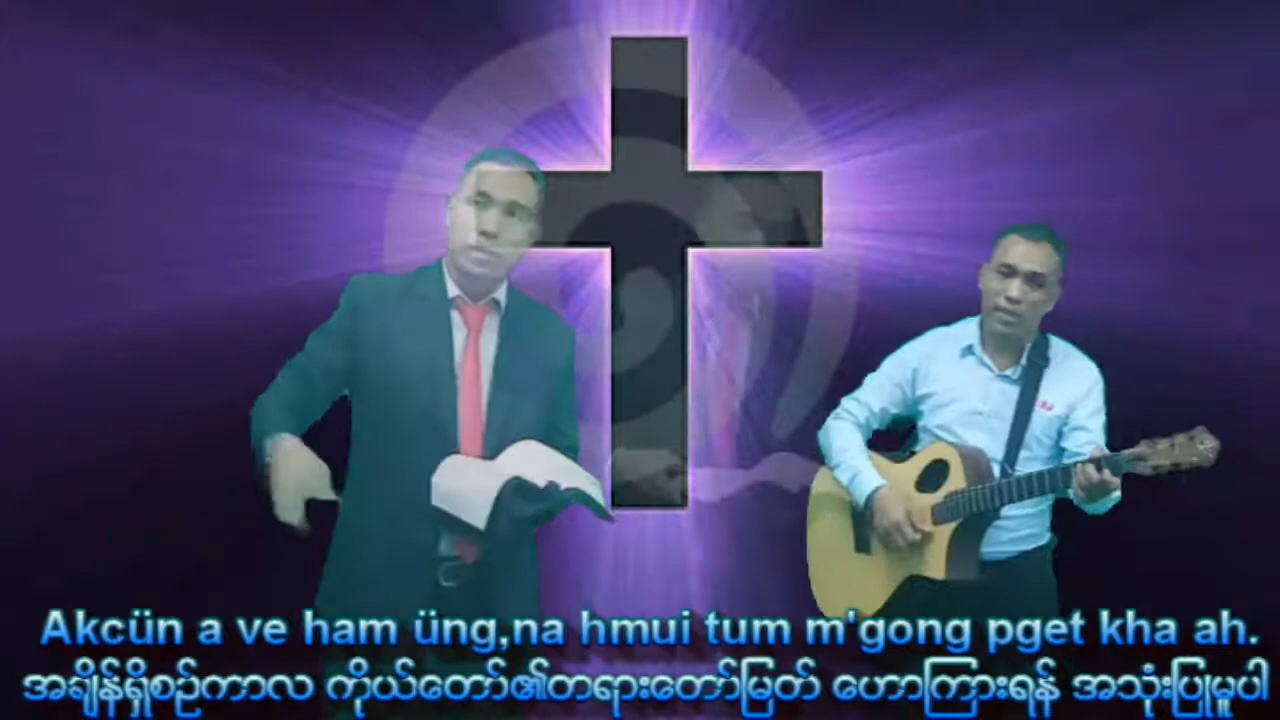 Akcün a ve ham üng,na hmui tum m'gong pget kha ah.
အချိန်ရှိစဉ်ကာလ ကိုယ်တော်၏တရားတော်မြတ် ဟောကြားရန် အသုံးပြုမူပါ